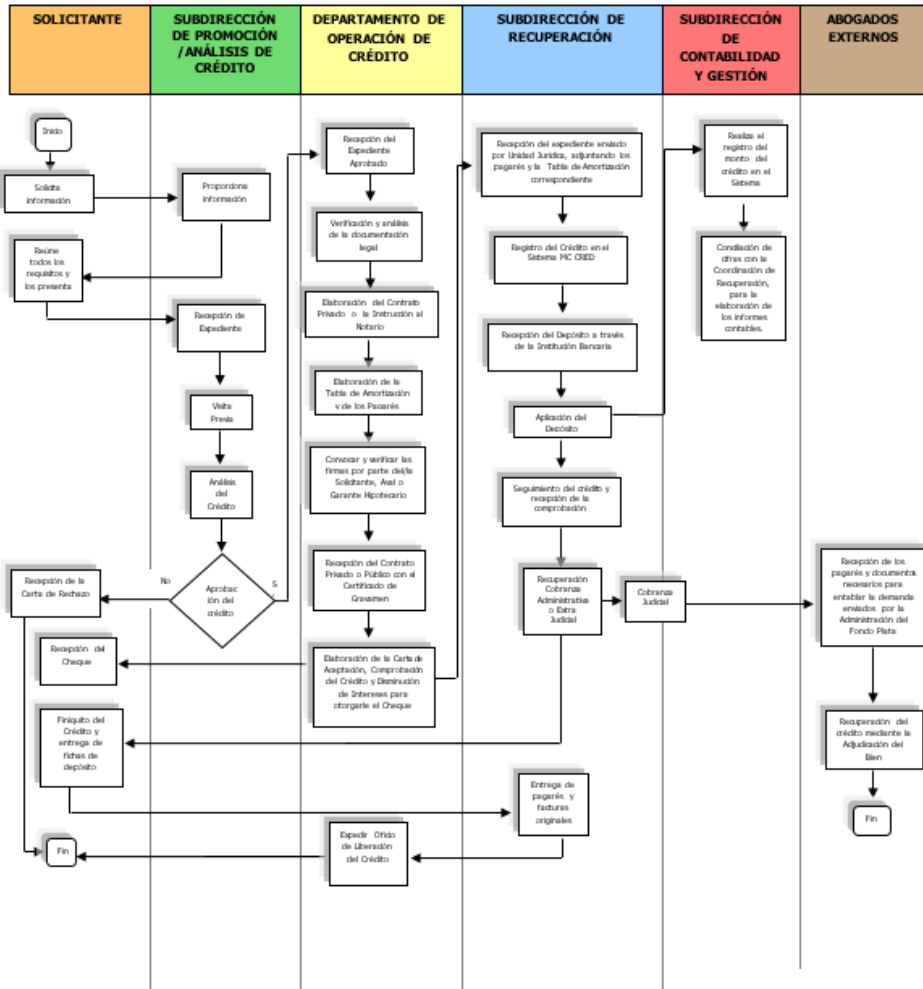 SOLICITANTE
SUBDIRECCIÓN
DE PROMOCIÓN
/ANÁLISIS DE
CRÉDITO
DEPARTAMENTO DE
OPERACIÓN DE
CRÉDITO
SUBDIRECCIÓN DE
RECUPERACIÓN
SUBDIRECCIÓN
DE
CONTABILIDAD
Y GESTIÓN
ABOGADOS
EXTERNOS
Inicio
Solicita
información
Proporciona
información
Reúne
todos los
requisitos y
los presenta
Recepción de
Expediente
Visita
Previa
Análisis
del
Crédito
Aprobac
ión del
crédito
No
S
Recepción de la
Carta de Rechazo
Recepción del
Cheque
Finiquito del
Crédito y
entrega de
fichas de
depósito
Fin
Recepción del
Expediente
Aprobado
Verificación y análisis
de la documentación
legal
Elaboración del Contrato
Privado o la Instrucción al
Notario
Elaboración de la
Tabla de Amortización
y de los Pagarés
Convocar y verificar las
firmas por parte del/la
Solicitante, Aval o
Garante Hipotecario
Recepción del Contrato
Privado o Público con el
Certificado de
Gravamen
Elaboración de la Carta de
Aceptación, Comprobación
del Crédito y Disminución
de Intereses para
otorgarle el Cheque
Expedir Oficio
de Liberación
del Crédito
Recepción del expediente enviado
por Unidad Jurídica, adjuntando los
pagarés y la Tabla de Amortización
correspondiente
Registro del Crédito en el
Sistema MC CRED
Recepción del Depósito a través
de la Institución Bancaria
Aplicación del
Depósito
Seguimiento del crédito y
recepción de la
comprobación
Recuperación
Cobranza
Administrativa
o Extra
Judicial
Cobranza
Judicial
Entrega de
pagarés y
facturas
originales
Realiza el
registro del
monto del
crédito en el
Sistema
Conciliación de
cifras con la
Coordinación de
Recuperación,
para la
elaboración de
los informes
contables.
Recepción de los
pagarés y documentos
necesarios para
entablar la demanda
enviados por la
Administración del
Fondo Plata
Recuperación del
crédito mediante la
Adjudicación del
Bien
Fin